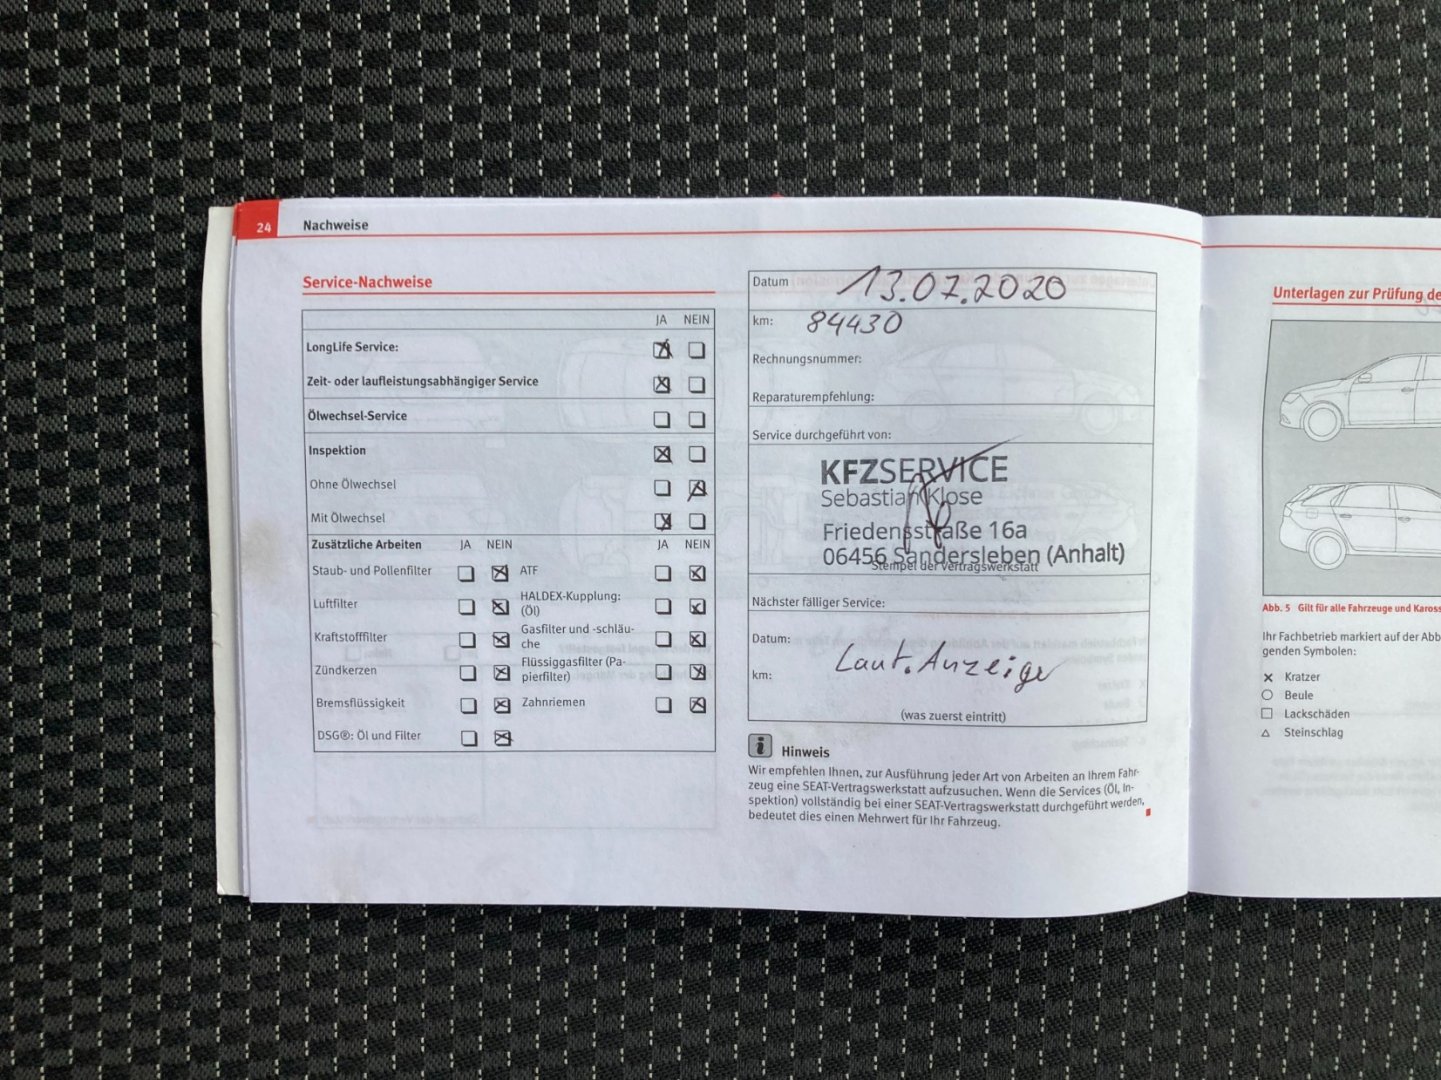 24 Nachweise
Service-Nachweise
JA NEIN
LongLife Service:
Zeit- oder laufleistungsabhängiger Service
Ölwechsel-Service
Inspektion
Ohne Ölwechsel
Mit Ölwechsel
Zusätzliche Arbeiten JA NEIN JA NEIN
Staub- und Pollenfilter ATF
Luftfilter HALDEX-Kupplung:
(Öl)
Kraftstofffilter Gasfilter und -schläu-
che
Zündkerzen Flüssiggasfilter (Pa-
pierfilter)
Bremsflüssigkeit Zahnriemen
DSG®: Öl und Filter
Datum 13.07.2020
km: 84430
Rechnungsnummer:
Reparaturempfehlung:
Service durchgeführt von:
KFZSERVICE
Sebastian Klose
Friedensstraße 16a
06456 Sandersleben (Anhalt)
Stempel der Vertragswerkstatt
Nächster fälliger Service:
Datum:
Laut.Anzeige
km:
(was zuerst eintritt)
i Hinweis
Wir empfehlen Ihnen, zur Ausführung jeder Art von Arbeiten an Ihrem Fahr-
zeug eine SEAT-Vertragswerkstatt aufzusuchen. Wenn die Services (Öl, In-
spektion) vollständig bei einer SEAT-Vertragswerkstatt durchgeführt werden,
bedeutet dies einen Mehrwert für Ihr Fahrzeug.
Unterlagen zur Prüfung de
Abb. 5 Gilt für alle Fahrzeuge und Kaross
Ihr Fachbetrieb markiert auf der Abb
genden Symbolen:
Kratzer
Beule
Lackschäden
Steinschlag